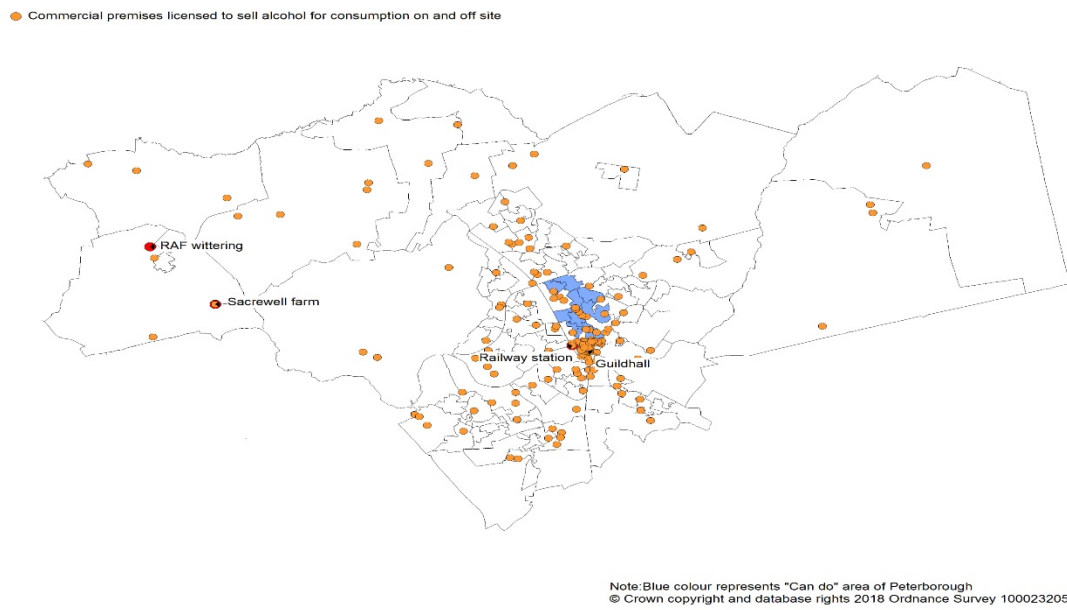 Commercial premises licensed to sell alcohol for consumption on and off site
RAF wittering
Sacrewell farm
Railway station
Guildhall
Note:Blue colour represents "Can do" area of Peterborough
© Crown copyright and database rights 2018 Ordnance Survey 100023205